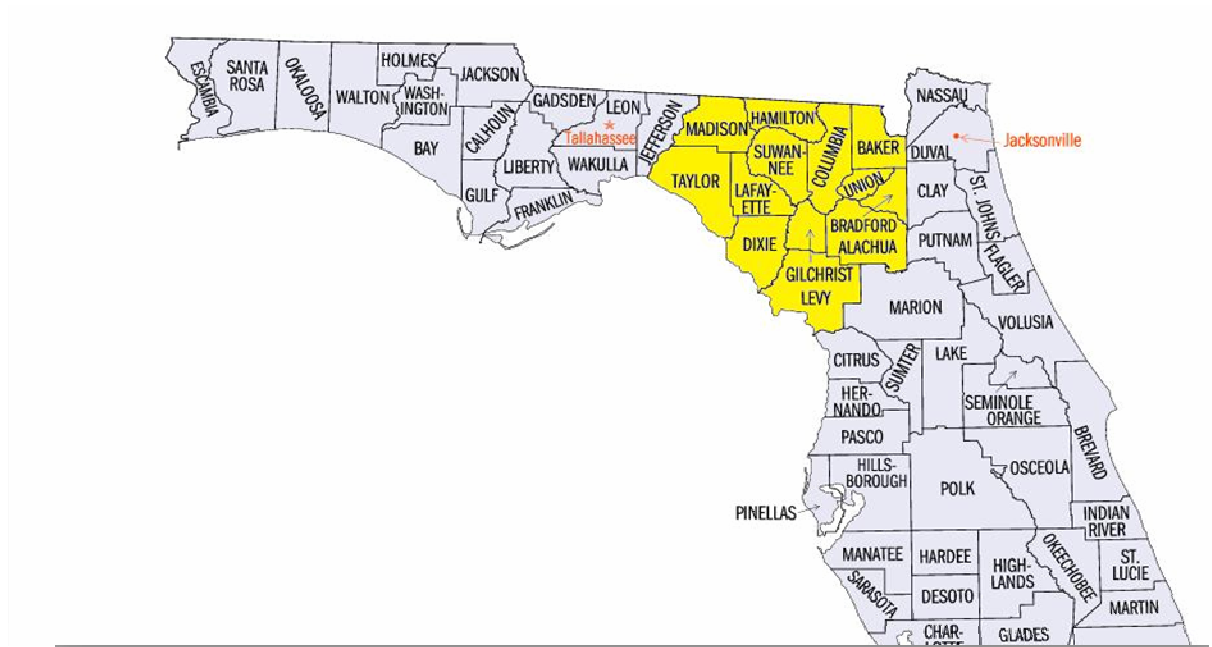 ESCAMBIA
SANTA
ROSA
OKALOOSA
WALTON
HOLMES
WASH-
INGTON
JACKSON
BAY
CALHOUN
GULF
GADSDEN
LIBERTY
FRANKLIN
LEON
Tallahassee
WAKULLA
JEFFERSON
MADISON
TAYLOR
HAMILTON
SUWAN-
NEE
LAFAY-
ETTE
DIXIE
COLUMBIA
BAKER
UNION
BRADFORD
ALACHUA
GILCHRIST
LEVY
NASSAU
Jacksonville
DUVAL
CLAY
ST. JOHNS
PUTNAM
FLAGLER
MARION
VOLUSIA
CITRUS
SUMTER
LAKE
HER-
NANDO
SEMINOLE
ORANGE
PASCO
BREVARD
HILLS-
BOROUGH
POLK
OSCEOLA
PINELLAS
INDIAN
RIVER
MANATEE
HARDEE
HIGH-
LANDS
OKEECHOBEE
ST.
LUCIE
SARASOTA
DESOTO
MARTIN
CHAR-
GLADES